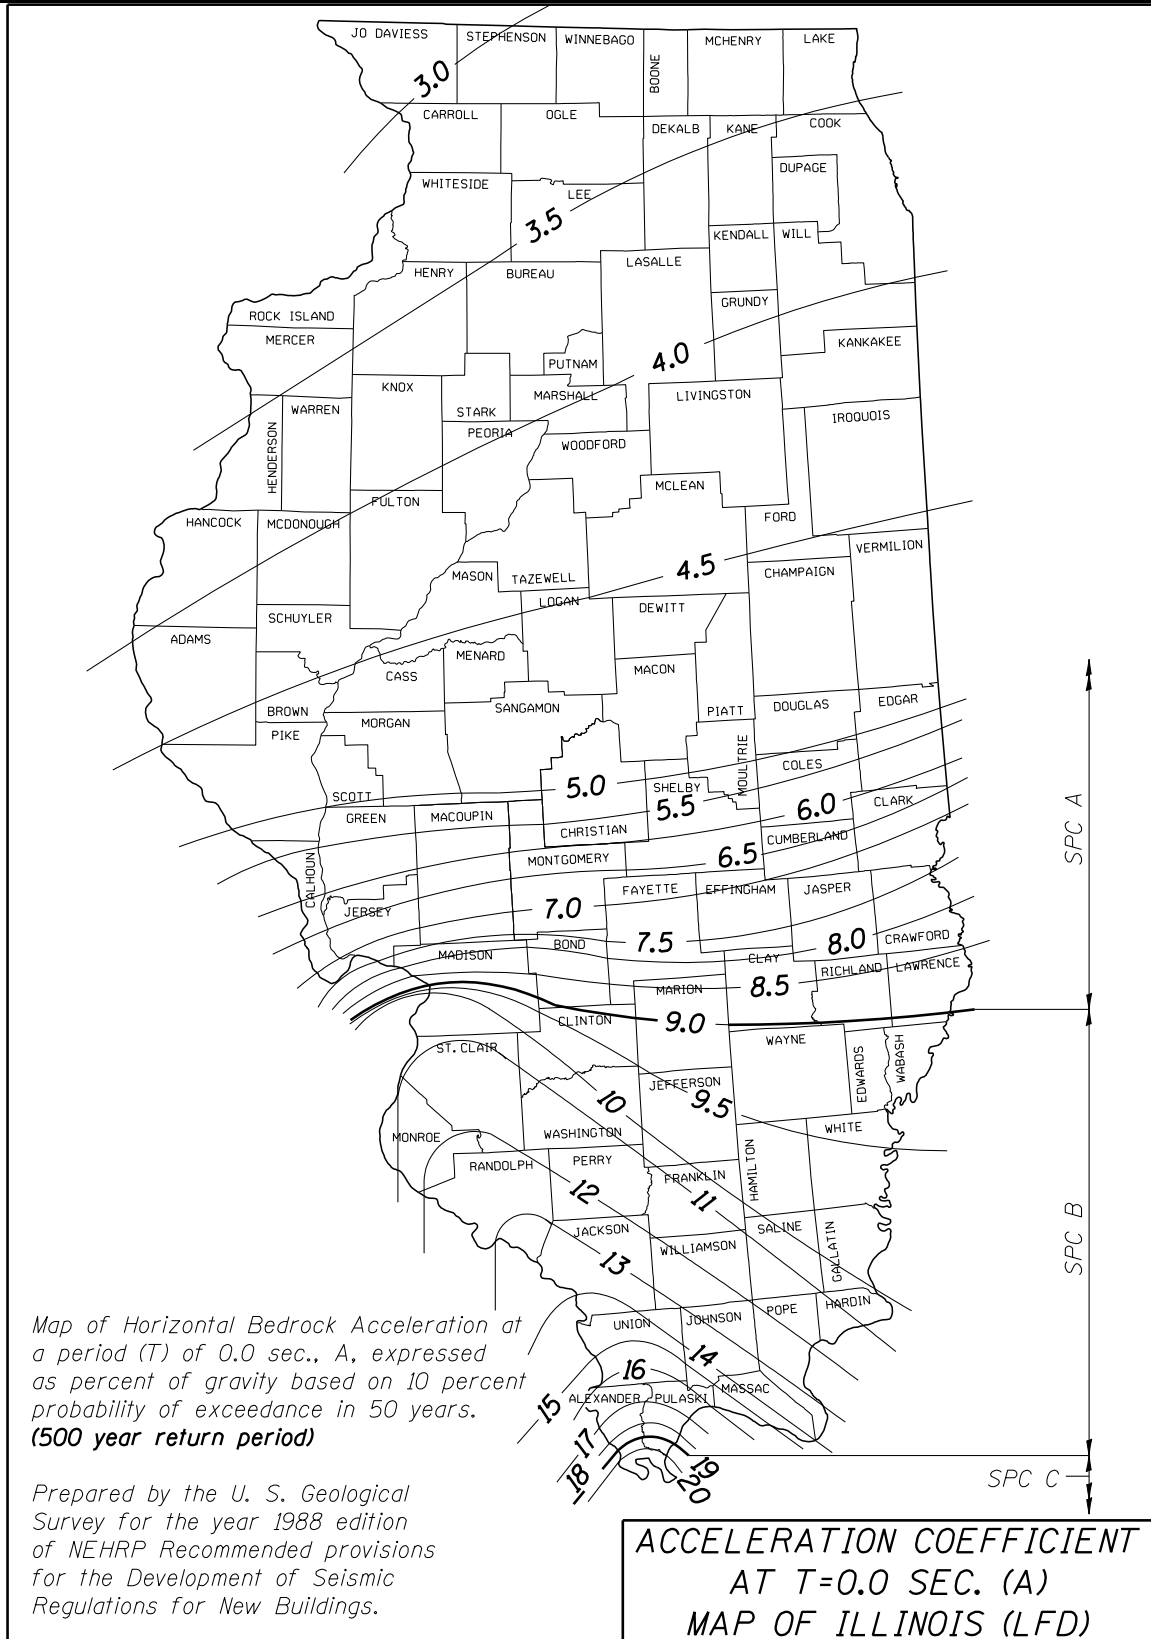 JO DAVIESS
STEPHENSON
WINNEBAGO
BOONE
MCHENRY
LAKE
3.0
CARROLL
OGLE
DEKALB
KANE
COOK
DUPAGE
WHITESIDE
LEE
3.5
KENDALL
WILL
HENRY
BUREAU
LASALLE
GRUNDY
ROCK ISLAND
MERCER
PUTNAM
4.0
KANKAKEE
KNOX
STARK
MARSHALL
LIVINGSTON
WARREN
HENDERSON
PEORIA
WOODFORD
IROQUOIS
FULTON
MCLEAN
FORD
HANCOCK
MCDONOUGH
VERMILION
MASON
TAZEWELL
4.5
CHAMPAIGN
LOGAN
DEWITT
SCHUYLER
ADAMS
MENARD
MACON
CASS
BROWN
MORGAN
SANGAMON
PIATT
DOUGLAS
EDGAR
PIKE
MOULTRIE
COLES
SCOTT
5.0
SHELBY
5.5
6.0
CLARK
GREEN
MACOUPIN
CHRISTIAN
CUMBERLAND
SPC A
CALHOUN
MONTGOMERY
6.5
JERSEY
FAYETTE
EFFINGHAM
JASPER
7.0
BOND
7.5
8.0
CRAWFORD
MADISON
CLAY
RICHLAND
LAWRENCE
MARION
8.5
CLINTON
9.0
WAYNE
EDWARDS
WABASH
ST. CLAIR
JEFFERSON
9.5
10
MONROE
WASHINGTON
WHITE
RANDOLPH
PERRY
FRANKLIN
HAMILTON
12
11
SPC B
JACKSON
WILLIAMSON
SALINE
GALLATIN
13
UNION
JOHNSON
POPE
HARDIN
14
16
15
ALEXANDER
PULASKI
MASSAC
17
18
19
20
SPC C
Map of Horizontal Bedrock Acceleration at
a period (T) of 0.0 sec., A, expressed
as percent of gravity based on 10 percent
probability of exceedance in 50 years.
(500 year return period)
Prepared by the U. S. Geological
Survey for the year 1988 edition
of NEHRP Recommended provisions
for the Development of Seismic
Regulations for New Buildings.
ACCELERATION COEFFICIENT
AT T=0.0 SEC. (A)
MAP OF ILLINOIS (LFD)